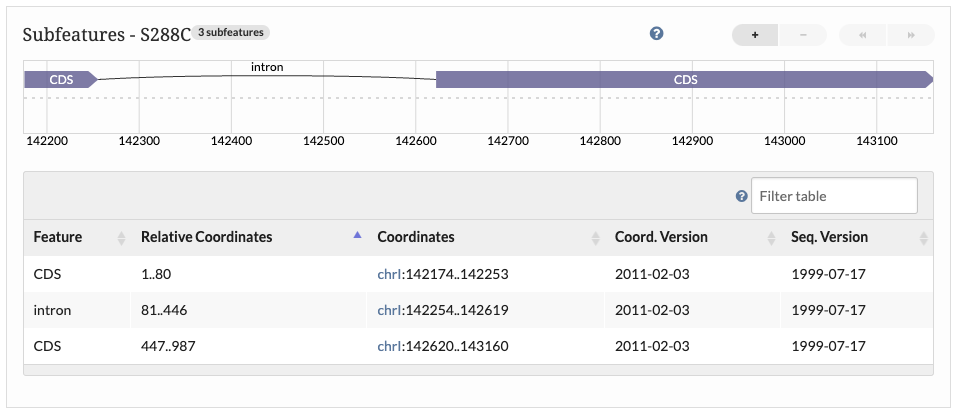 Subfeatures - S288C 3 subfeatures ? + −
intron
CDS CDS
142200 142300 142400 142500 142600 142700 142800 142900 143000 143100
? Filter table
Feature Relative Coordinates Coordinates Coord. Version Seq. Version
CDS 1..80 chrI:142174..142253 2011-02-03 1999-07-17
intron 81..446 chrI:142254..142619 2011-02-03 1999-07-17
CDS 447..987 chrI:142620..143160 2011-02-03 1999-07-17